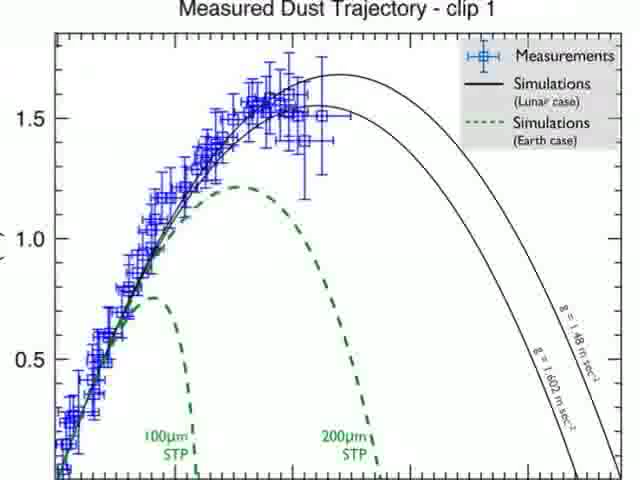 Measured Dust Trajectory - clip 1
Measurements
Simulations
(Lunar case)
Simulations
(Earth case)
1.5
1.0
0.5
g = 1.48 m sec⁻²
g = 1.602 m sec⁻²
100µm
STP
200µm
STP